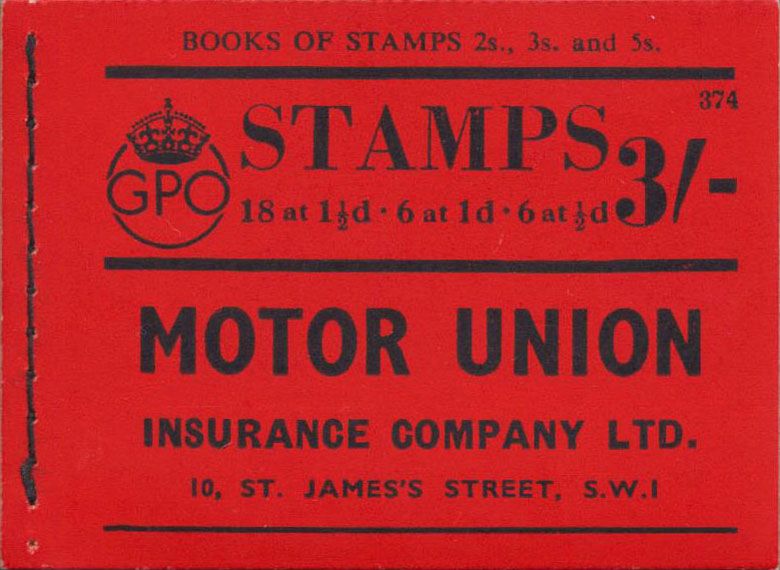 BOOKS OF STAMPS 2s., 3s. and 5s.
374
STAMPS 3/-
GPO
18 at 1½d · 6 at 1d · 6 at ½d
MOTOR UNION
INSURANCE COMPANY LTD.
10, ST. JAMES'S STREET, S.W.1